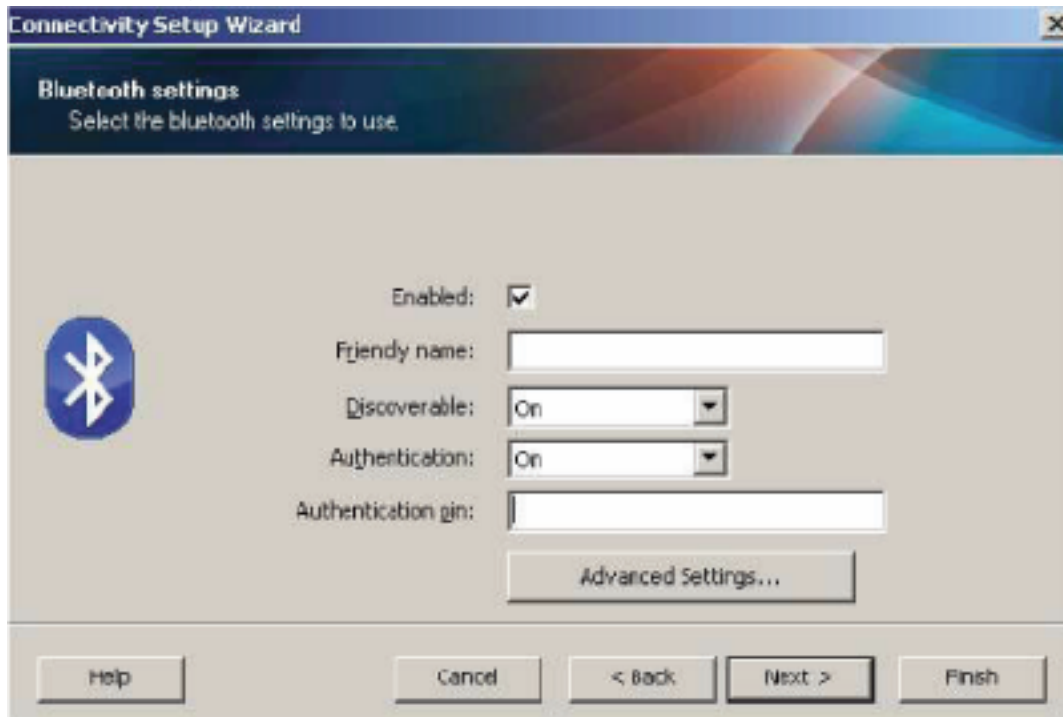 Connectivity Setup Wizard
Bluetooth settings
Select the bluetooth settings to use.
Enabled:
Friendly name:
Discoverable: On
Authentication: On
Authentication pin:
Advanced Settings...
Help Cancel < Back Next > Finish